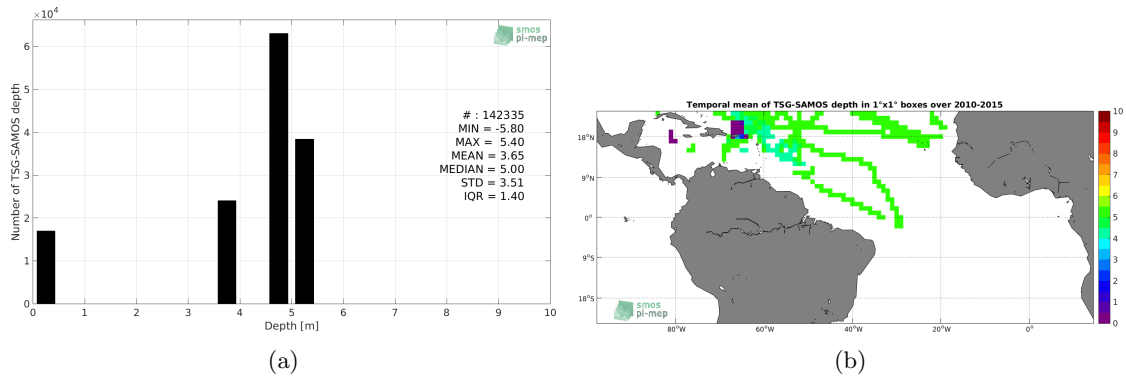 ×10⁴
6
5
4
3
2
1
0
Number of TSG-SAMOS depth
smos
pi-mep
# : 142335
MIN = -5.80
MAX = 5.40
MEAN = 3.65
MEDIAN = 5.00
STD = 3.51
IQR = 1.40
0 1 2 3 4 5 6 7 8 9 10
Depth [m]
(a)
Temporal mean of TSG-SAMOS depth in 1°x1° boxes over 2010-2015
18°N
9°N
0°
9°S
18°S
smos
pi-mep
80°W 60°W 40°W 20°W 0°
10
9
8
7
6
5
4
3
2
1
0
(b)